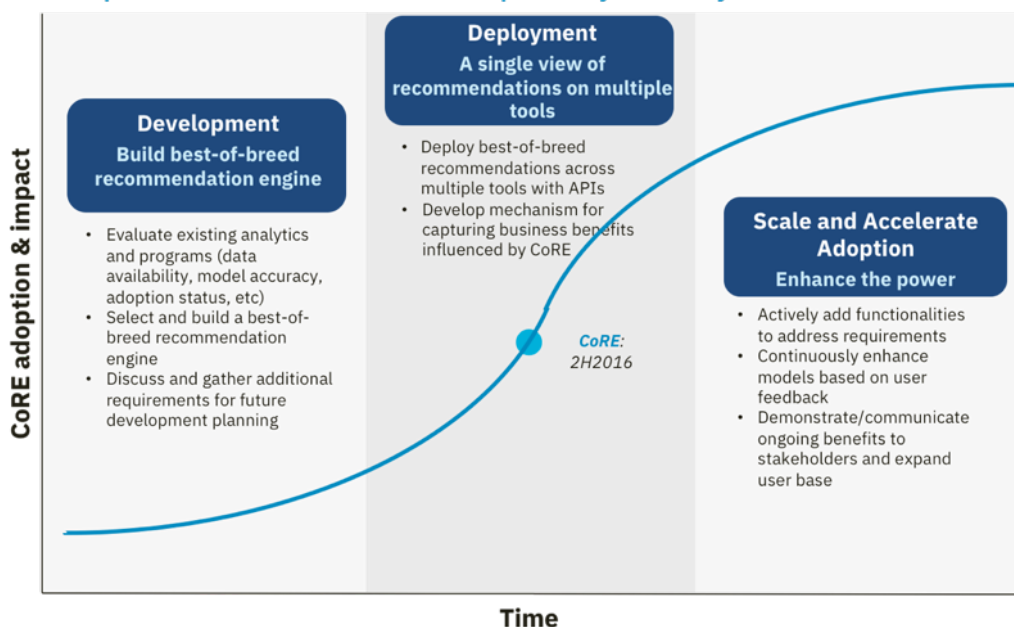 Deployment
A single view of
recommendations on multiple
tools
Development
Build best-of-breed
recommendation engine
• Deploy best-of-breed
recommendations across
multiple tools with APIs
• Develop mechanism for
capturing business benefits
influenced by CoRE
Scale and Accelerate
Adoption
Enhance the power
• Evaluate existing analytics
and programs (data
availability, model accuracy,
adoption status, etc)
• Select and build a best-of-
breed recommendation
engine
• Discuss and gather additional
requirements for future
development planning
• Actively add functionalities
to address requirements
• Continuously enhance
models based on user
feedback
• Demonstrate/communicate
ongoing benefits to
stakeholders and expand
user base
CoRE:
2H2016
CoRE adoption & impact
Time